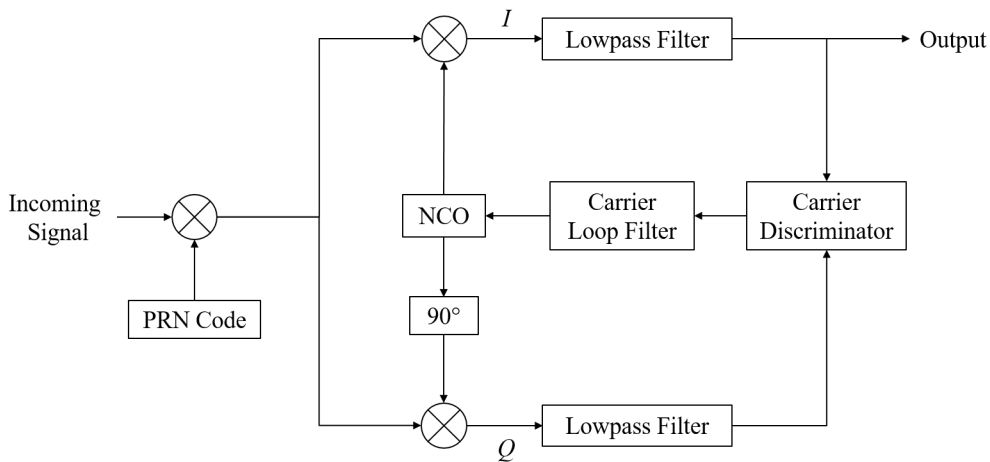 I
Lowpass Filter
Output
Incoming
Signal
NCO
Carrier
Loop Filter
Carrier
Discriminator
PRN Code
90°
Lowpass Filter
Q